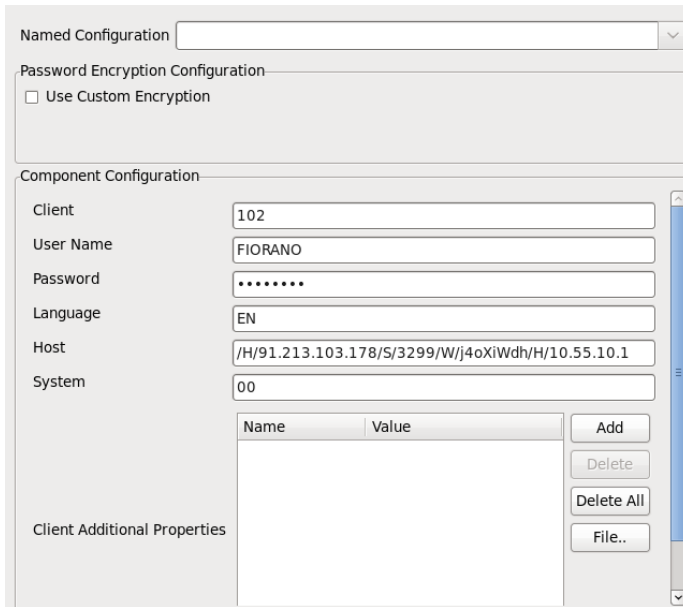 Named Configuration
Password Encryption Configuration
Use Custom Encryption
Component Configuration
Client 102
User Name FIORANO
Password ••••••••
Language EN
Host /H/91.213.103.178/S/3299/W/j4oXiWdh/H/10.55.10.1
System 00
Name Value Add
Delete
Delete All
Client Additional Properties File..